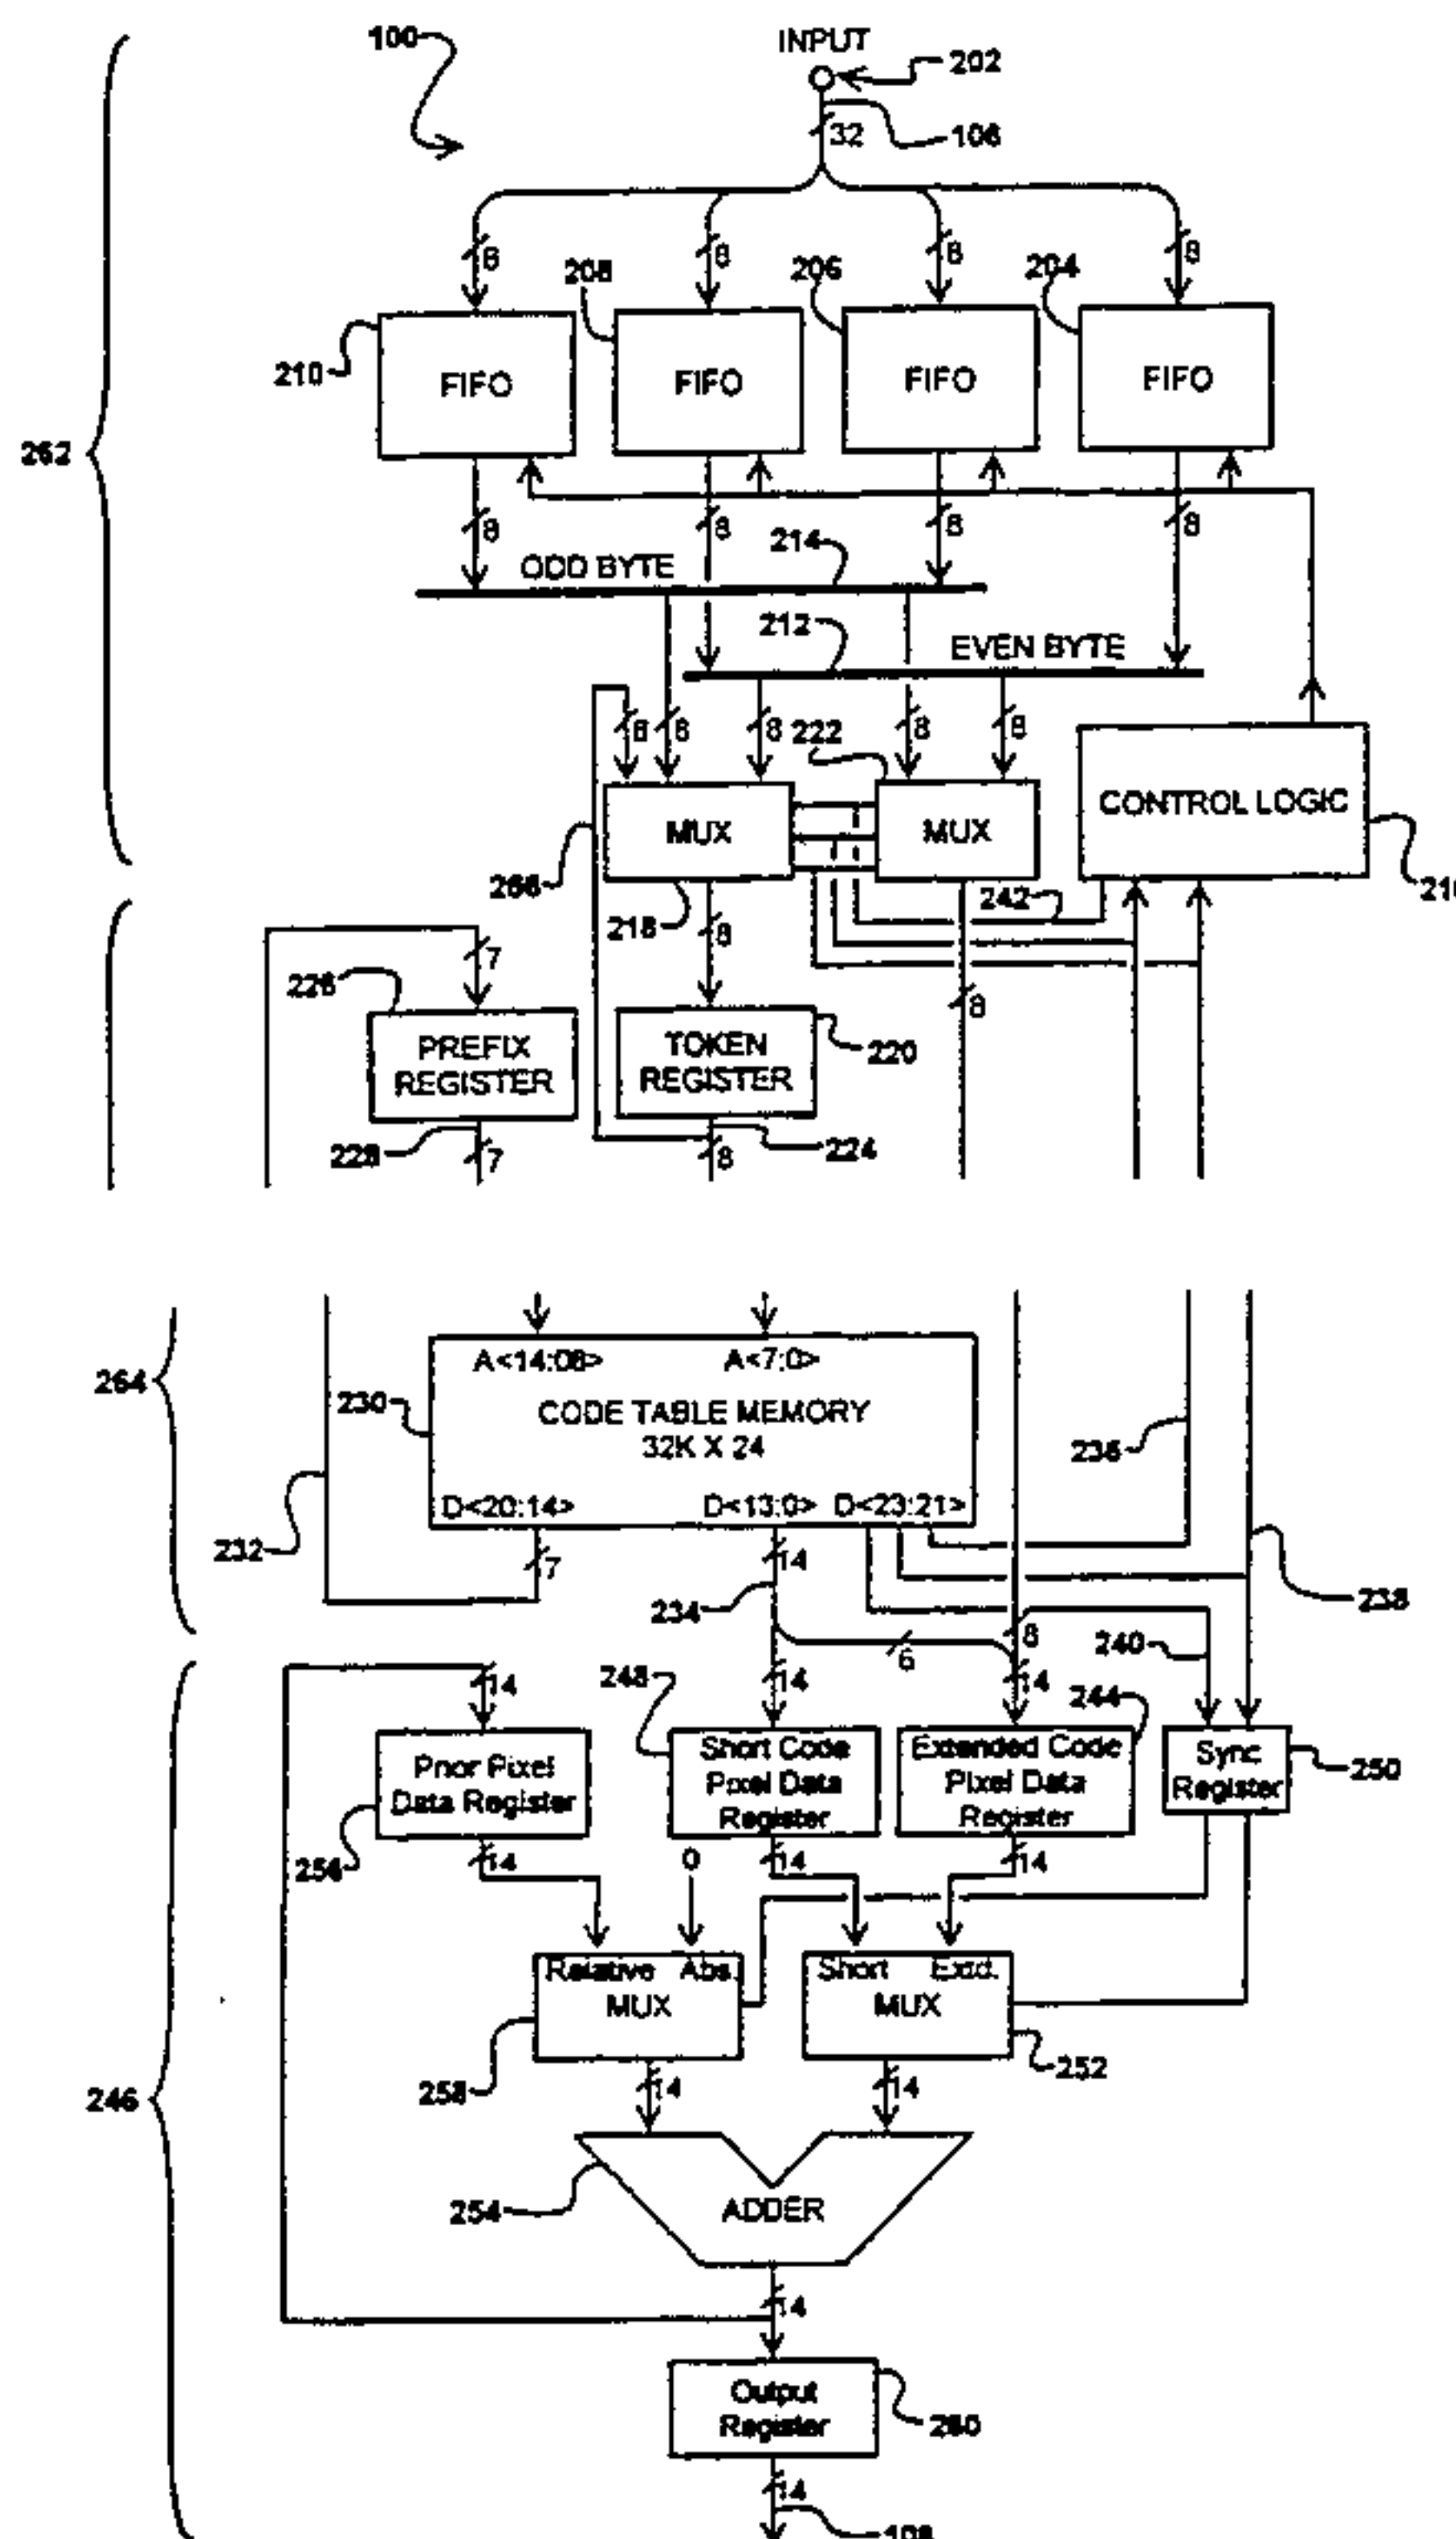 100
INPUT
202
32
106
8 8 8 8
208 206 204
210
FIFO FIFO FIFO FIFO
262
8 8 8 8
214
ODD BYTE
212
EVEN BYTE
8 8 8 222 8 8
MUX MUX CONTROL LOGIC
266
218
242
8
7
226
8
PREFIX
REGISTER
TOKEN
REGISTER
220
228
7
8
224
A<14:08> A<7:0>
264
230
CODE TABLE MEMORY
32K X 24
236
D<20:14> D<13:0> D<23:21>
232
7
14
234
238
8
240
6
14
248
14
14
244
Prior Pixel
Data Register
Short Code
Pixel Data
Register
Extended Code
Pixel Data
Register
Sync
Register
250
14
0
14
14
Relative Abs.
MUX
Short Extd.
MUX
258
14
14
252
246
254
ADDER
14
Output
Register
260
14
108